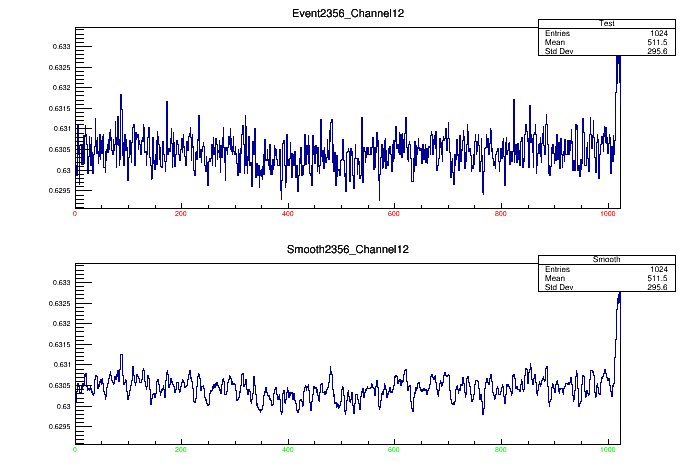 Event2356_Channel12
Test
Entries 1024
Mean 511.5
Std Dev 295.6
0.633
0.6325
0.632
0.6315
0.631
0.6305
0.63
0.6295
0 200 400 600 800 1000
Smooth2356_Channel12
Smooth
Entries 1024
Mean 511.5
Std Dev 295.6
0.633
0.6325
0.632
0.6315
0.631
0.6305
0.63
0.6295
0 200 400 600 800 1000